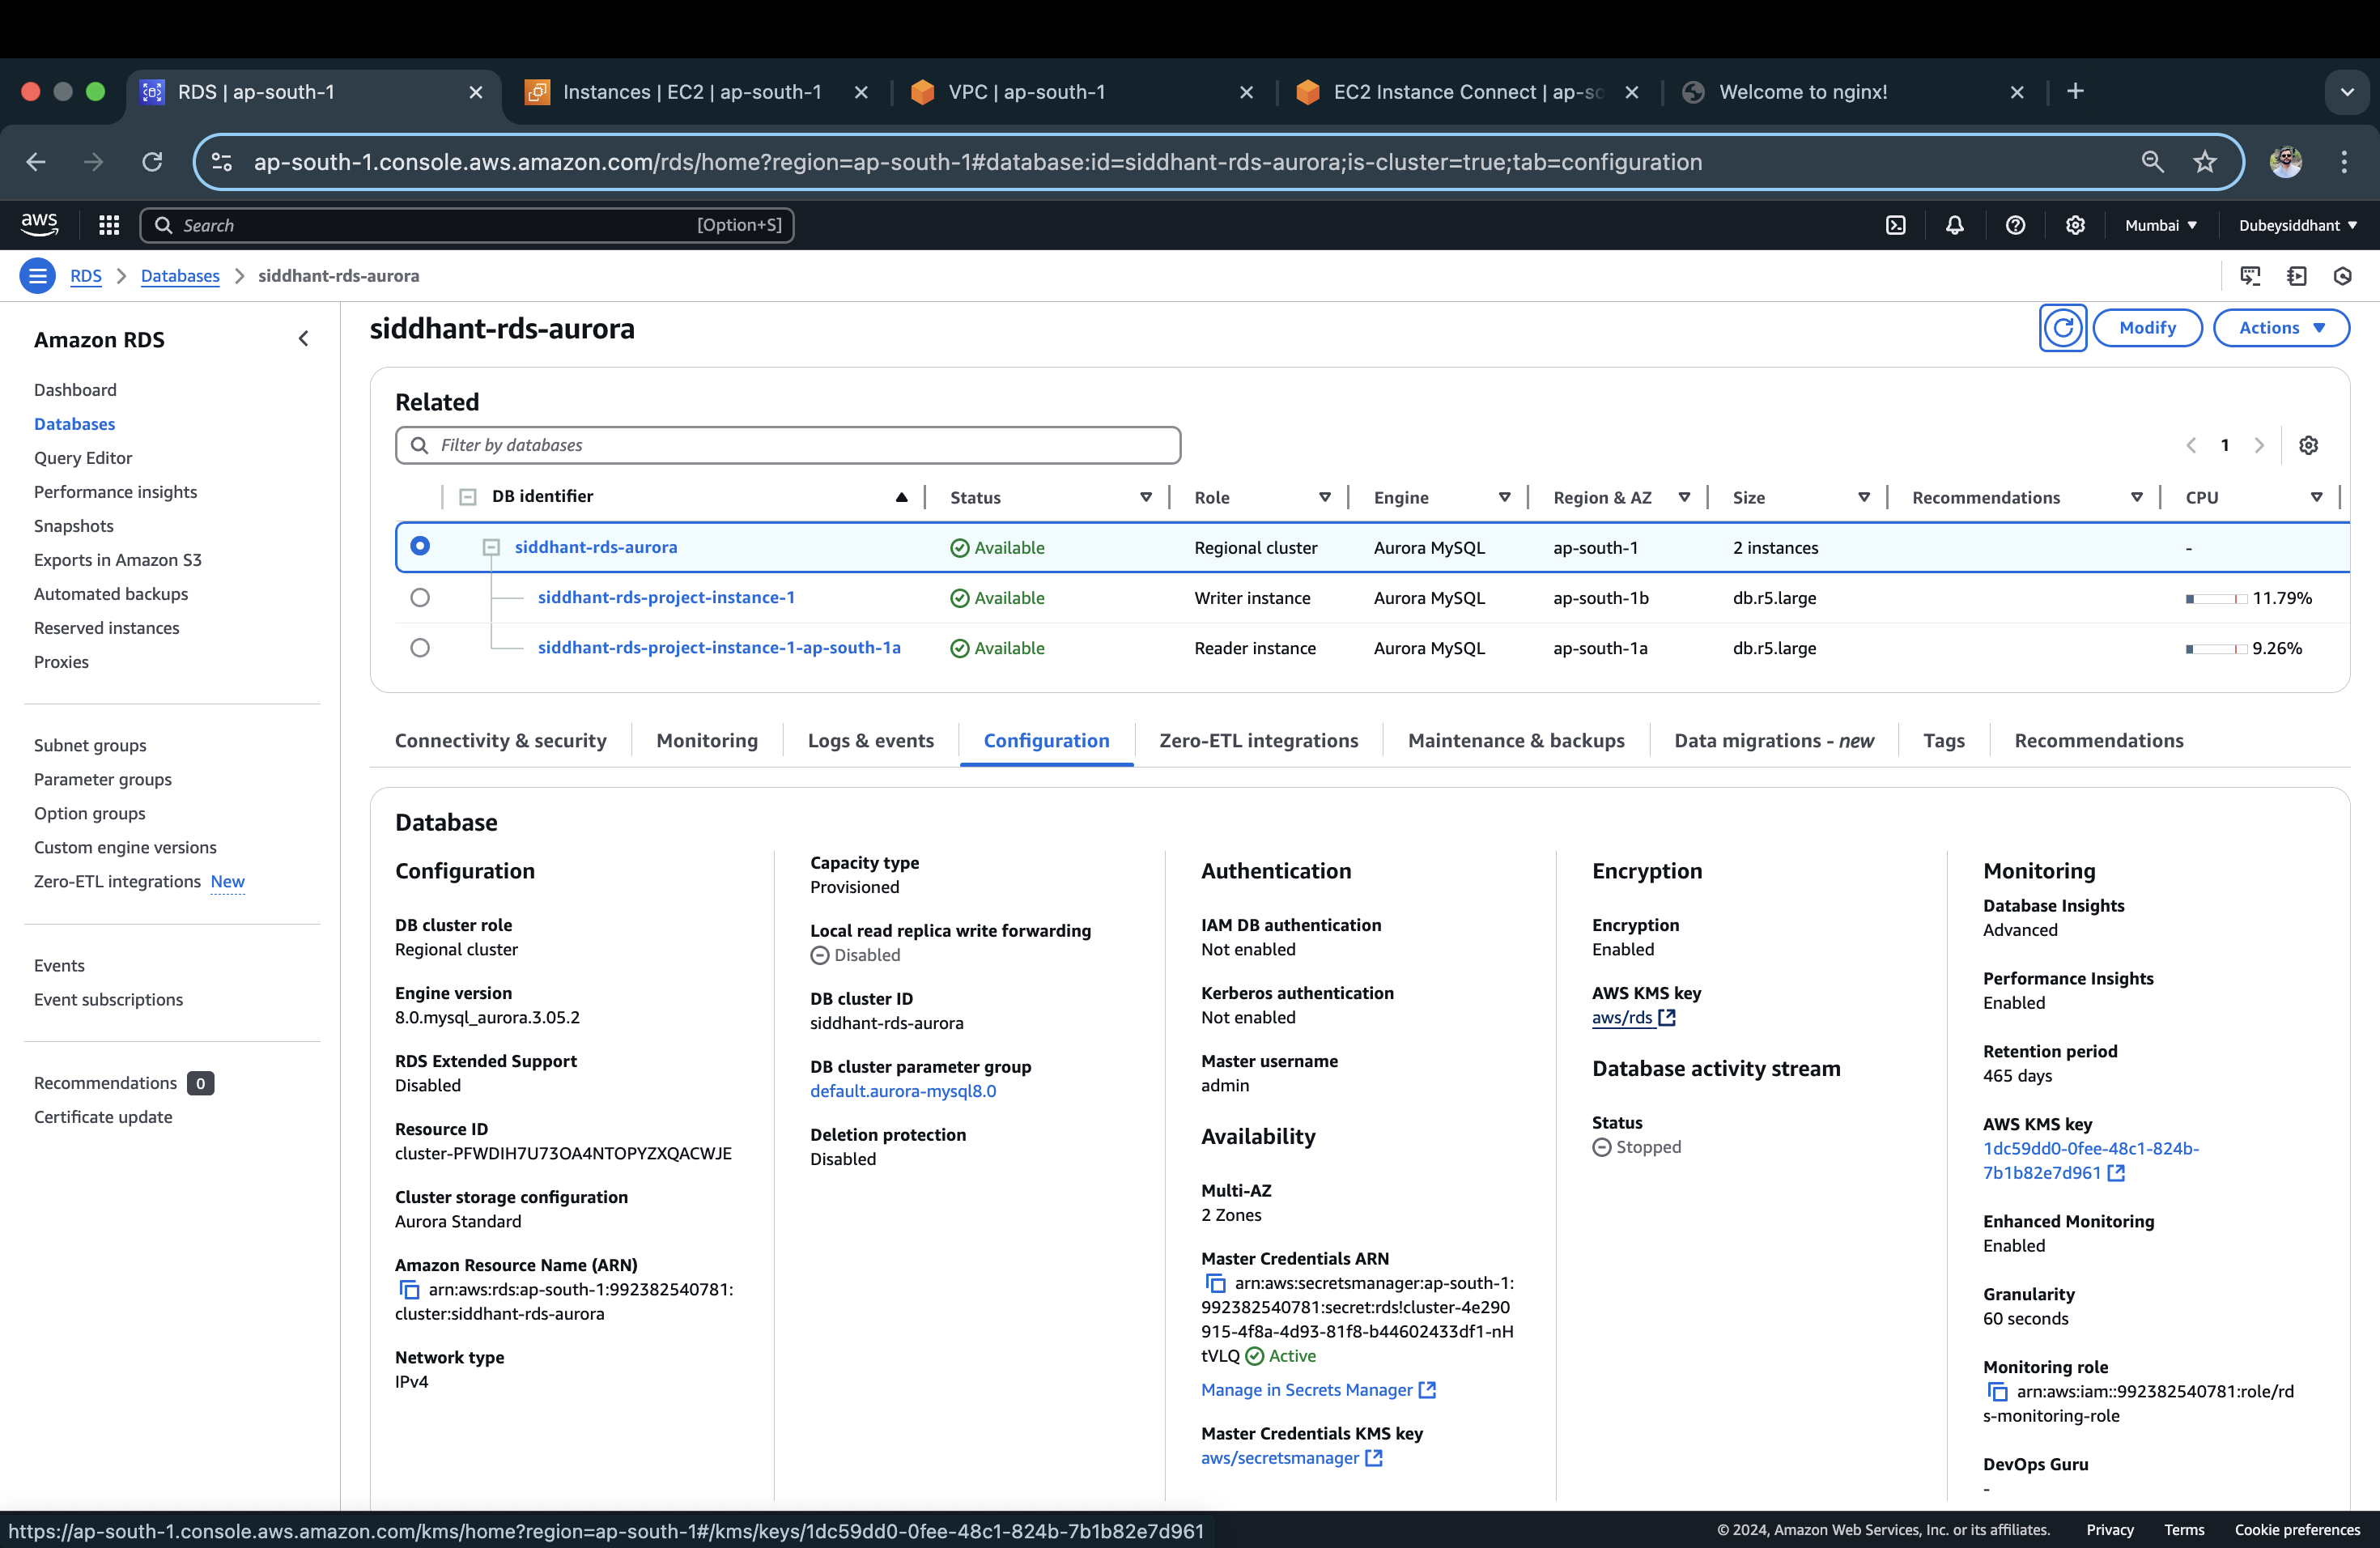 RDS | ap-south-1
Instances | EC2 | ap-south-1
VPC | ap-south-1
EC2 Instance Connect | ap-so
Welcome to nginx!
ap-south-1.console.aws.amazon.com/rds/home?region=ap-south-1#database:id=siddhant-rds-aurora;is-cluster=true;tab=configuration
aws
Search
[Option+S]
Mumbai
Dubeysiddhant
RDS
Databases
siddhant-rds-aurora
Amazon RDS
Dashboard
Databases
Query Editor
Performance insights
Snapshots
Exports in Amazon S3
Automated backups
Reserved instances
Proxies
Subnet groups
Parameter groups
Option groups
Custom engine versions
Zero-ETL integrations New
Events
Event subscriptions
Recommendations 0
Certificate update
siddhant-rds-aurora
Modify
Actions
Related
Filter by databases
1
DB identifier Status Role Engine Region & AZ Size Recommendations CPU
siddhant-rds-aurora Available Regional cluster Aurora MySQL ap-south-1 2 instances -
siddhant-rds-project-instance-1 Available Writer instance Aurora MySQL ap-south-1b db.r5.large 11.79%
siddhant-rds-project-instance-1-ap-south-1a Available Reader instance Aurora MySQL ap-south-1a db.r5.large 9.26%
Connectivity & security
Monitoring
Logs & events
Configuration
Zero-ETL integrations
Maintenance & backups
Data migrations - new
Tags
Recommendations
Database
Configuration
DB cluster role
Regional cluster
Engine version
8.0.mysql_aurora.3.05.2
RDS Extended Support
Disabled
Resource ID
cluster-PFWDIH7U73OA4NTOPYZXQACWJE
Cluster storage configuration
Aurora Standard
Amazon Resource Name (ARN)
arn:aws:rds:ap-south-1:992382540781:
cluster:siddhant-rds-aurora
Network type
IPv4
Capacity type
Provisioned
Local read replica write forwarding
Disabled
DB cluster ID
siddhant-rds-aurora
DB cluster parameter group
default.aurora-mysql8.0
Deletion protection
Disabled
Authentication
IAM DB authentication
Not enabled
Kerberos authentication
Not enabled
Master username
admin
Availability
Multi-AZ
2 Zones
Master Credentials ARN
arn:aws:secretsmanager:ap-south-1:
992382540781:secret:rds!cluster-4e290
915-4f8a-4d93-81f8-b44602433df1-nH
tVLQ Active
Manage in Secrets Manager
Master Credentials KMS key
aws/secretsmanager
Encryption
Encryption
Enabled
AWS KMS key
aws/rds
Database activity stream
Status
Stopped
Monitoring
Database Insights
Advanced
Performance Insights
Enabled
Retention period
465 days
AWS KMS key
1dc59dd0-0fee-48c1-824b-
7b1b82e7d961
Enhanced Monitoring
Enabled
Granularity
60 seconds
Monitoring role
arn:aws:iam::992382540781:role/rd
s-monitoring-role
DevOps Guru
-
https://ap-south-1.console.aws.amazon.com/kms/home?region=ap-south-1#/kms/keys/1dc59dd0-0fee-48c1-824b-7b1b82e7d961
© 2024, Amazon Web Services, Inc. or its affiliates.
Privacy
Terms
Cookie preferences